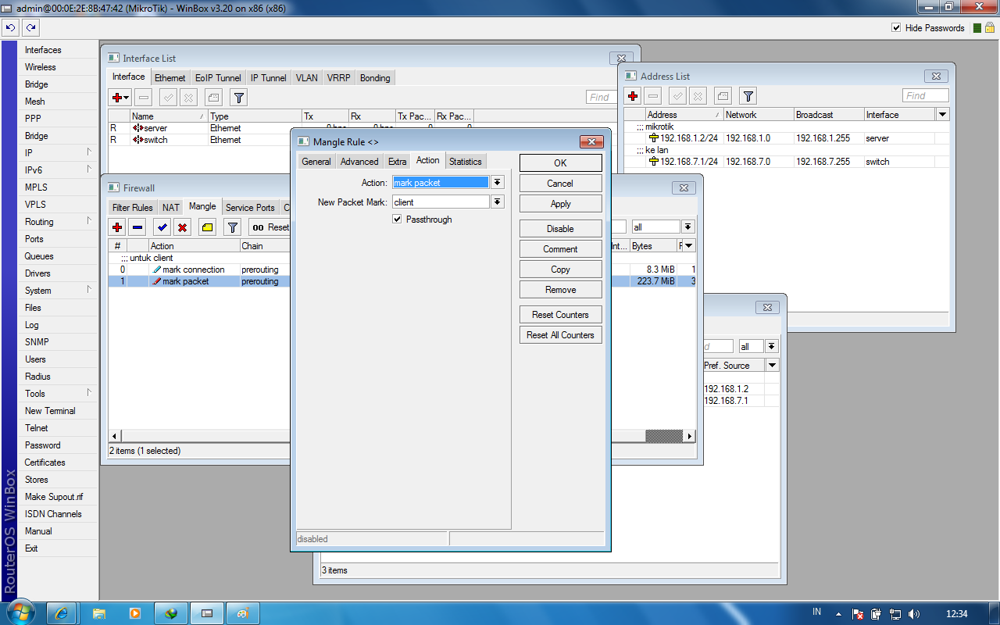 admin@00:0E:2E:8B:47:42 (MikroTik) - WinBox v3.20 on x86 (x86)
Hide Passwords
RouterOS WinBox
Interfaces
Wireless
Bridge
Mesh
PPP
Bridge
IP
IPv6
MPLS
VPLS
Routing
Ports
Queues
Drivers
System
Files
Log
SNMP
Users
Radius
Tools
New Terminal
Telnet
Password
Certificates
Stores
Make Supout.rif
ISDN Channels
Manual
Exit
Interface List
Interface Ethernet EoIP Tunnel IP Tunnel VLAN VRRP Bonding
Find
Name Type Tx Rx Tx Pac... Rx Pac...
R server Ethernet
R switch Ethernet
Address List
Find
Address Network Broadcast Interface
;;; mikrotik
192.168.1.2/24 192.168.1.0 192.168.1.255 server
;;; ke lan
192.168.7.1/24 192.168.7.0 192.168.7.255 switch
Firewall
Filter Rules NAT Mangle Service Ports
00 Reset
all
# Action Chain Int... Bytes
;;; untuk client
0 mark connection prerouting 8.3 MiB 1
1 mark packet prerouting 223.7 MiB 3
2 items (1 selected)
Mangle Rule <>
General Advanced Extra Action Statistics
Action: mark packet
New Packet Mark: client
Passthrough
OK
Cancel
Apply
Disable
Comment
Copy
Remove
Reset Counters
Reset All Counters
disabled
all
Pref. Source
192.168.1.2
192.168.7.1
3 items
IN
12:34